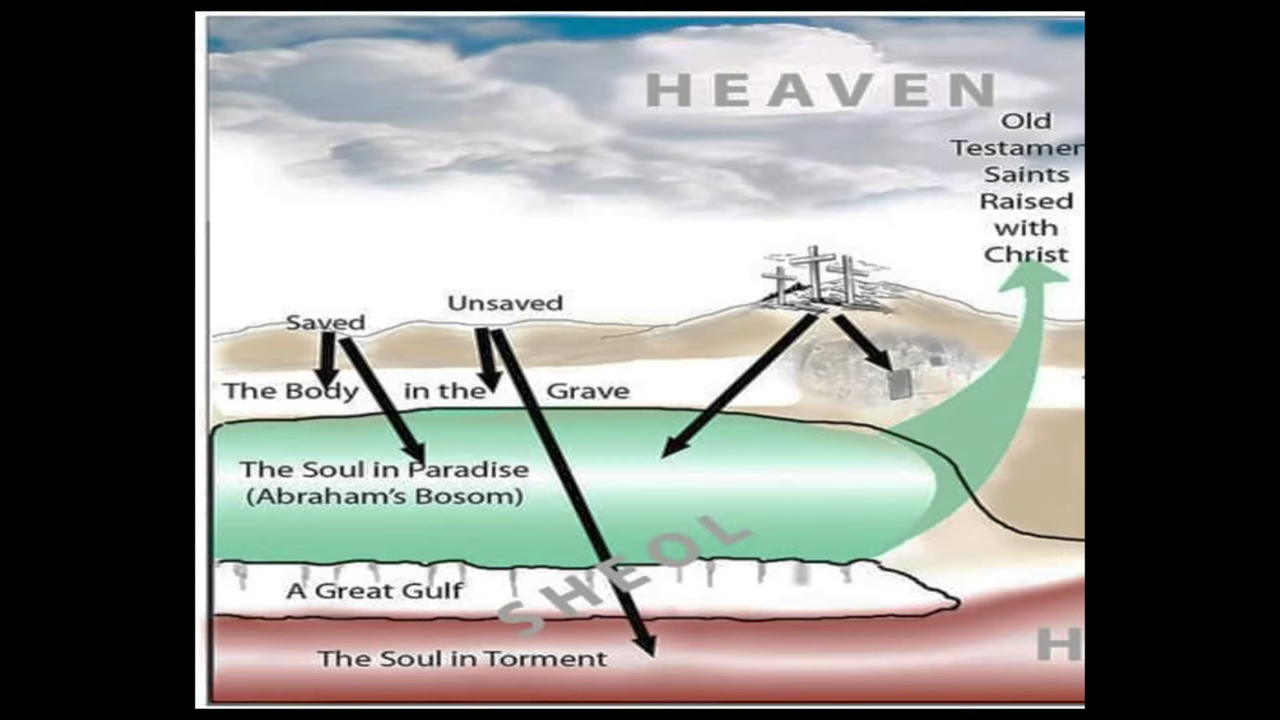 HEAVEN
Old
Testamen
Saints
Raised
with
Christ
Unsaved
Saved
The Body in the Grave
The Soul in Paradise
(Abraham's Bosom)
SHEOL
A Great Gulf
The Soul in Torment
H